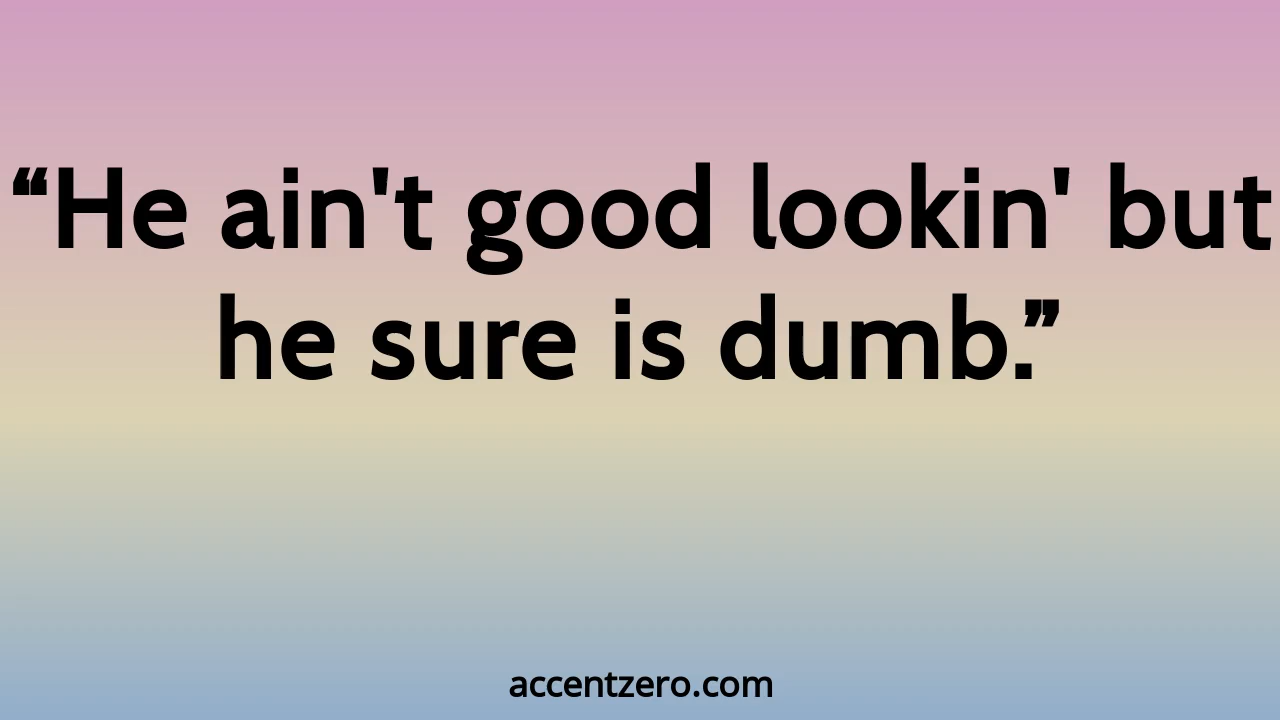 ❝He ain't good lookin' but
he sure is dumb.❞
accentzero.com